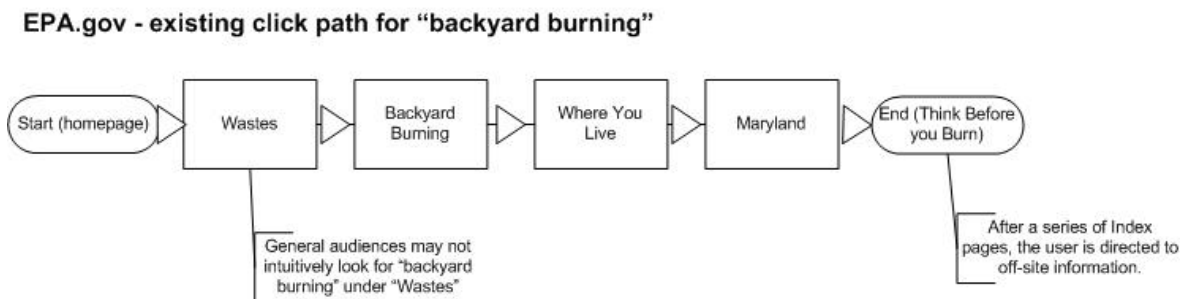 EPA.gov - existing click path for “backyard burning”
Start (homepage)
Wastes
Backyard
Burning
Where You
Live
Maryland
End (Think Before
you Burn)
General audiences may not
intuitively look for “backyard
burning” under “Wastes”
After a series of Index
pages, the user is directed to
off-site information.